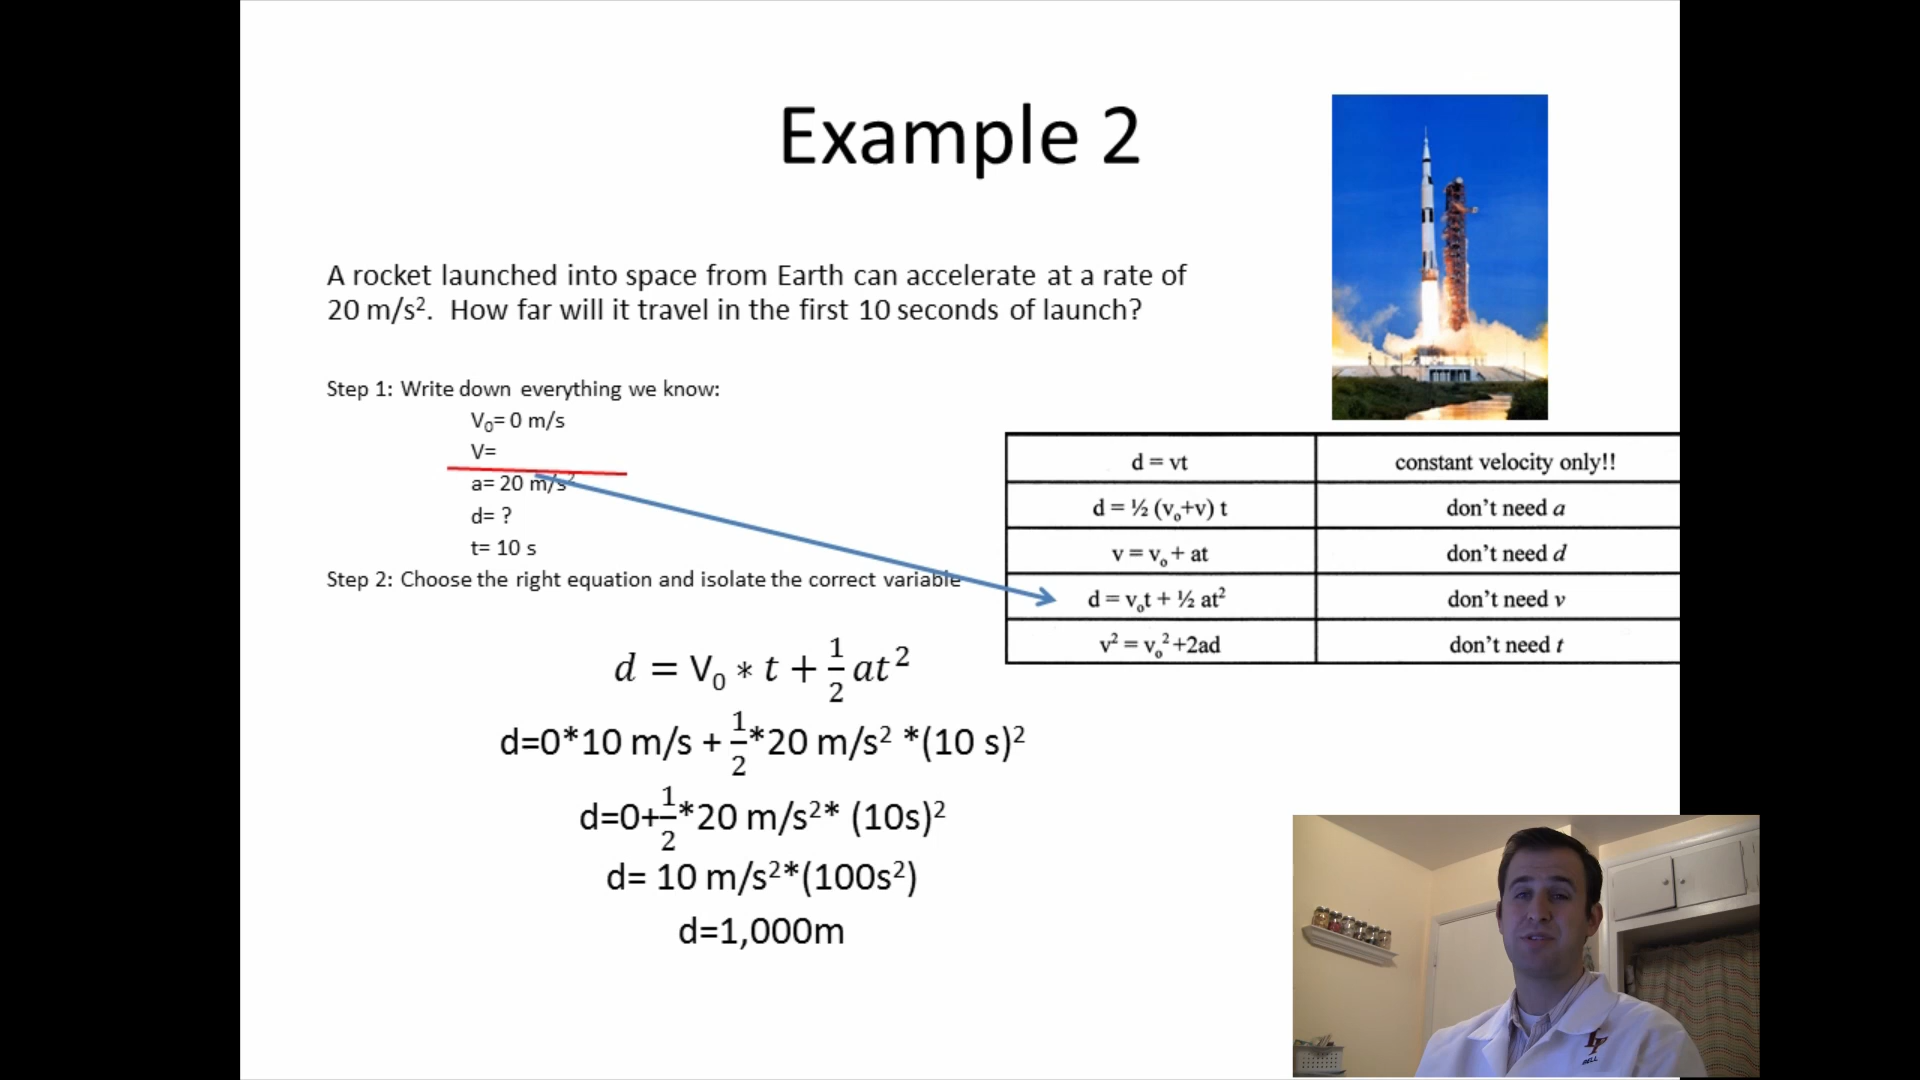 Example 2
A rocket launched into space from Earth can accelerate at a rate of
20 m/s². How far will it travel in the first 10 seconds of launch?
Step 1: Write down everything we know:
V₀= 0 m/s
V=
a= 20 m/s²
d= ?
t= 10 s
Step 2: Choose the right equation and isolate the correct variable
d = vt constant velocity only!!
d = ½ (v₀+v) t don't need a
v = v₀ + at don't need d
d = v₀t + ½ at² don't need v
v² = v₀² +2ad don't need t
d = V₀ * t + 1/2 at²
d=0*10 m/s + 1/2*20 m/s² *(10 s)²
d=0+1/2*20 m/s²* (10s)²
d= 10 m/s²*(100s²)
d=1,000m
BELL